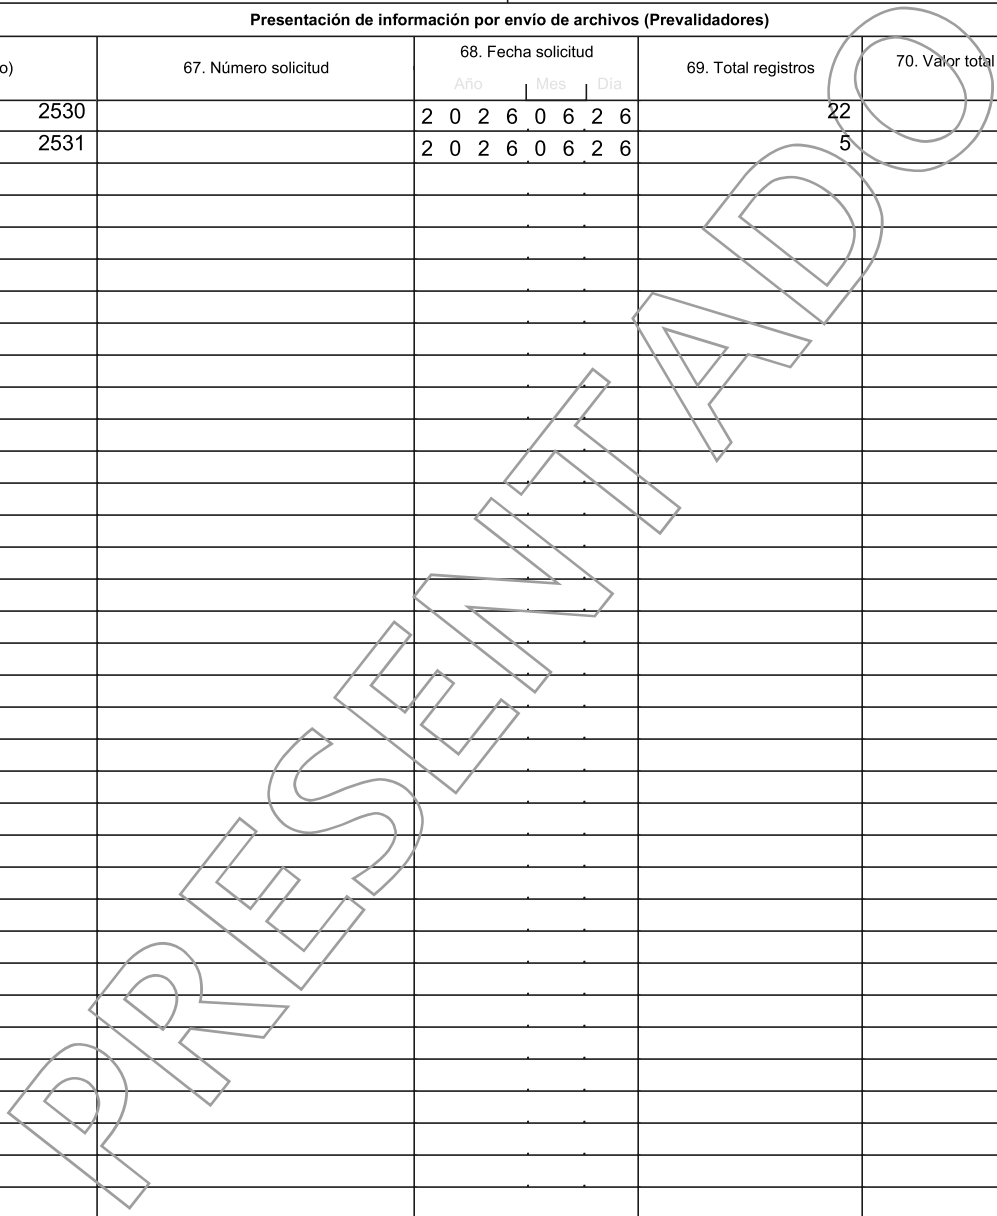 Presentación de información por envío de archivos (Prevalidadores)
o) 67. Número solicitud 68. Fecha solicitud 69. Total registros 70. Valor total
Año Mes Día
2530 2 0 2 6 0 6 2 6 22
2531 2 0 2 6 0 6 2 6 5
PRESENTADO